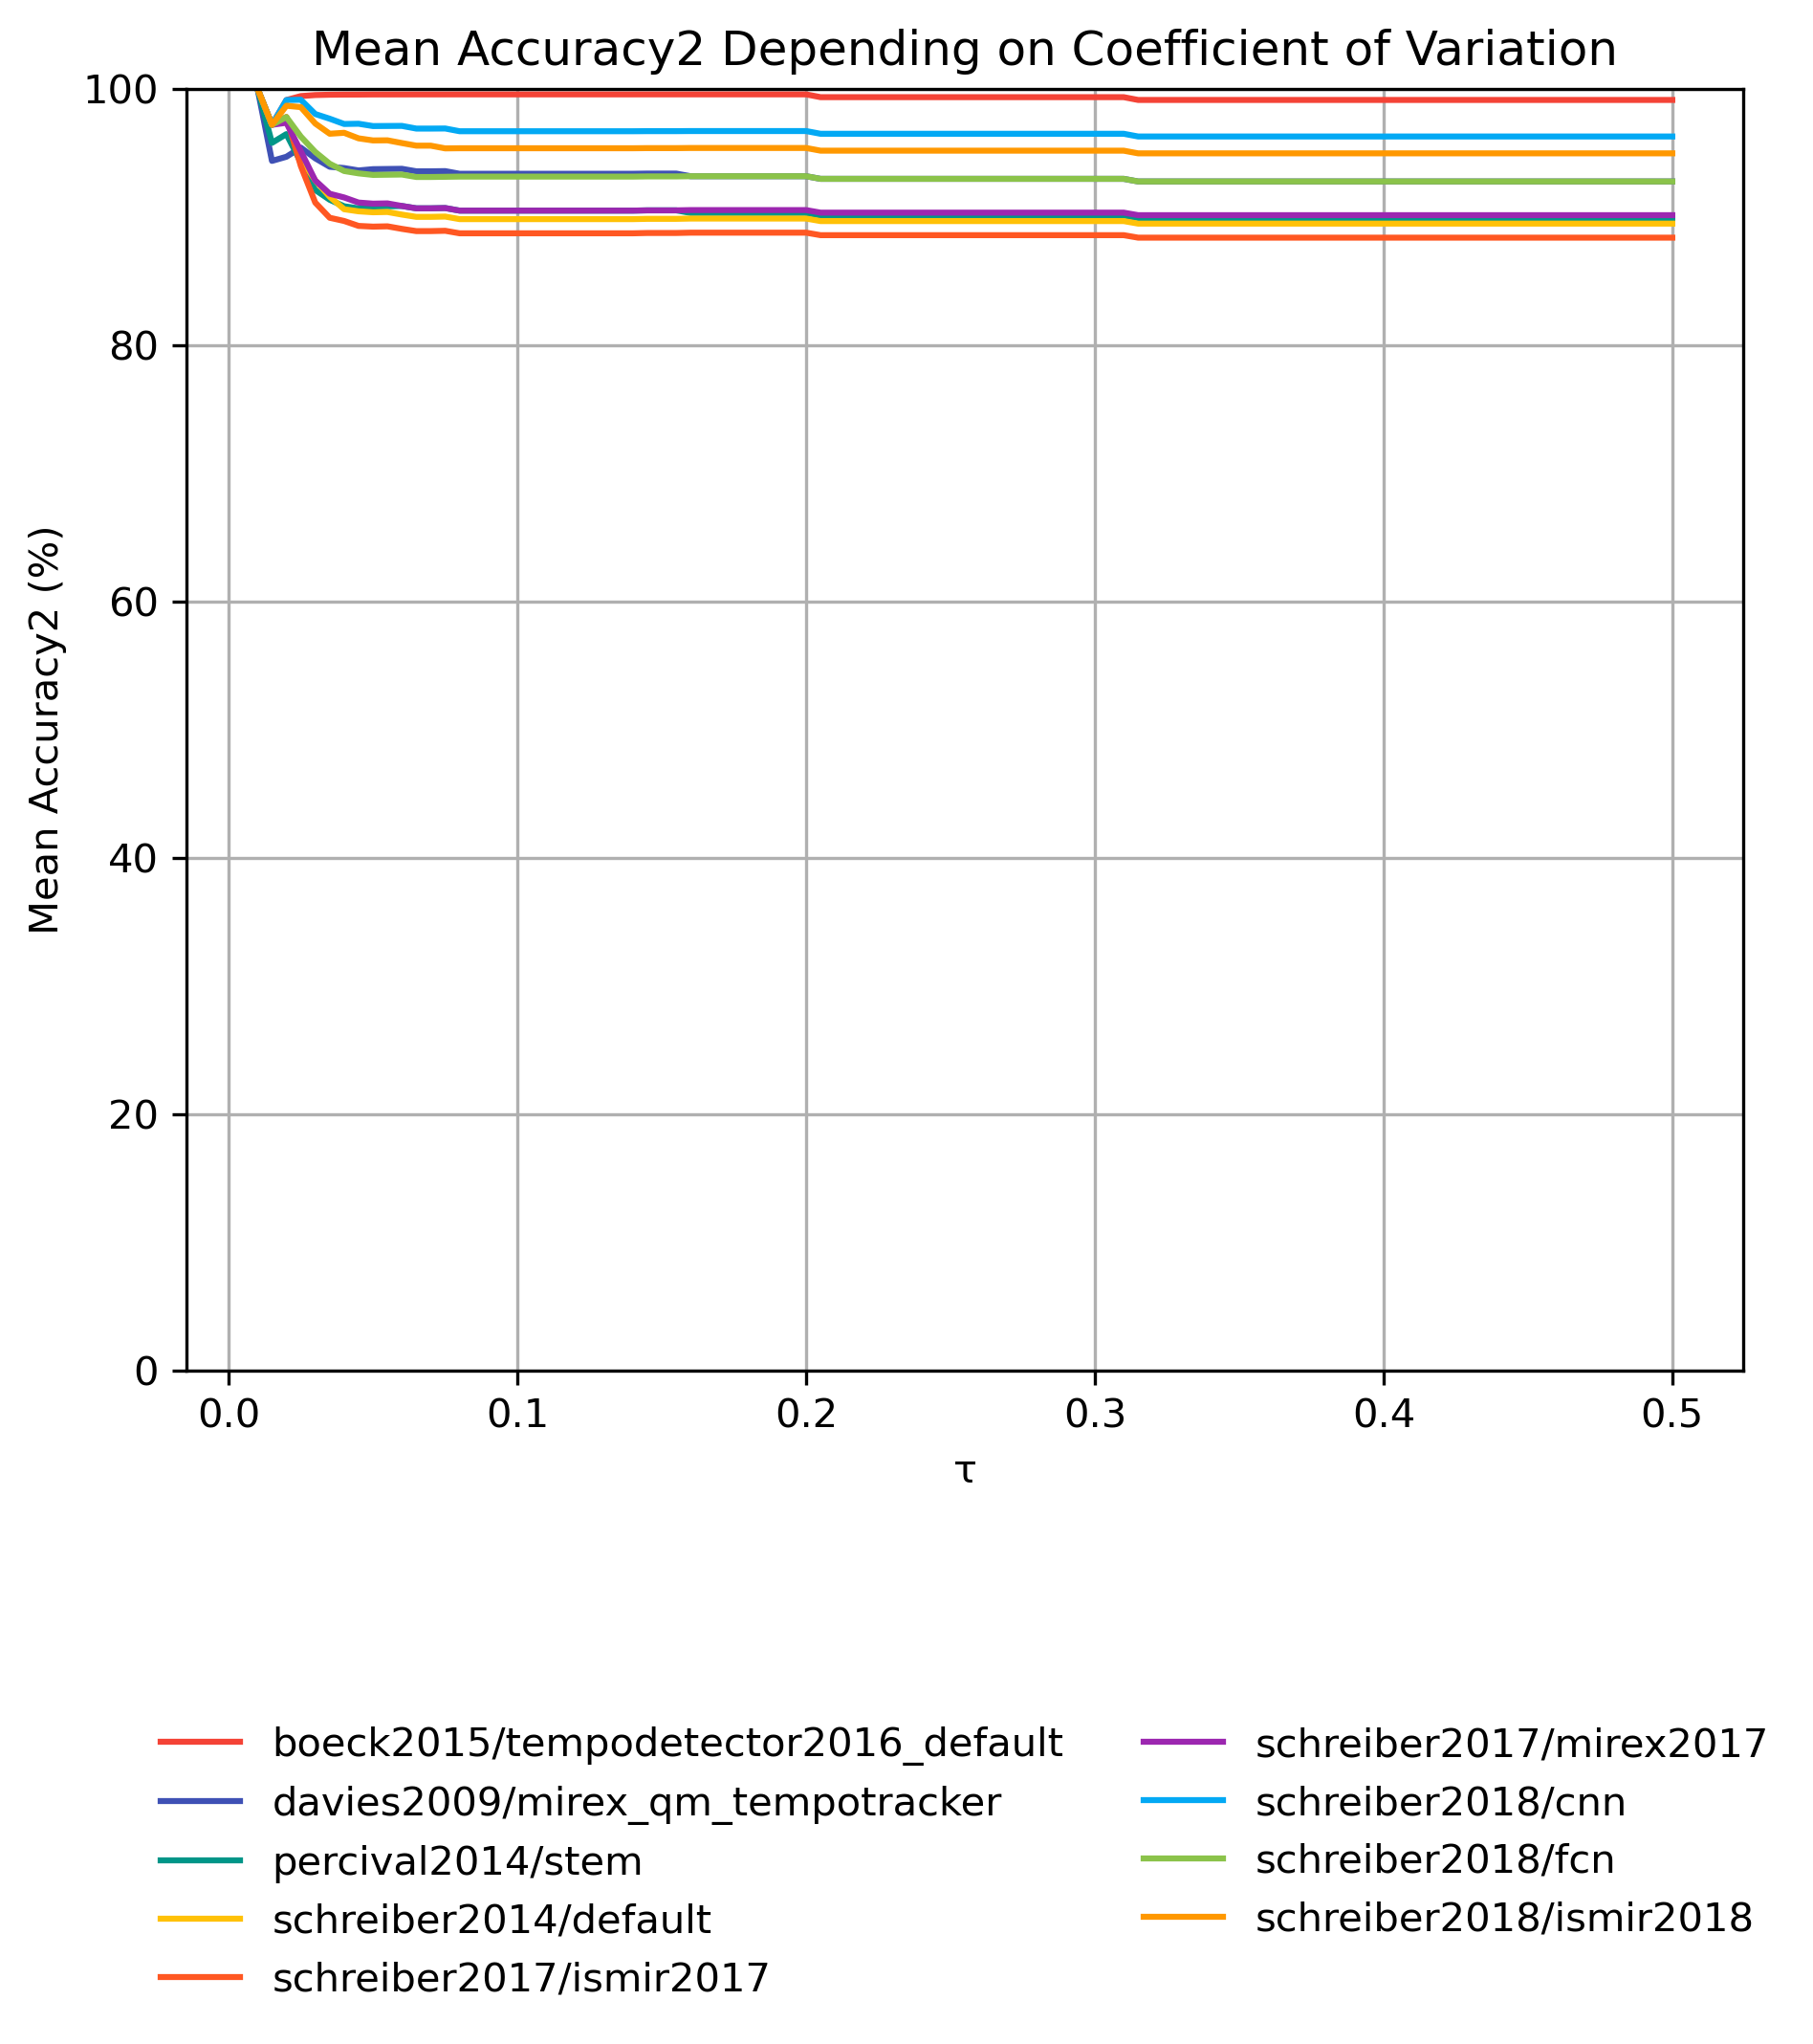 Mean Accuracy2 Depending on Coefficient of Variation
100
80
60
40
20
0
Mean Accuracy2 (%)
0.0 0.1 0.2 0.3 0.4 0.5
τ
boeck2015/tempodetector2016_default
davies2009/mirex_qm_tempotracker
percival2014/stem
schreiber2014/default
schreiber2017/ismir2017
schreiber2017/mirex2017
schreiber2018/cnn
schreiber2018/fcn
schreiber2018/ismir2018